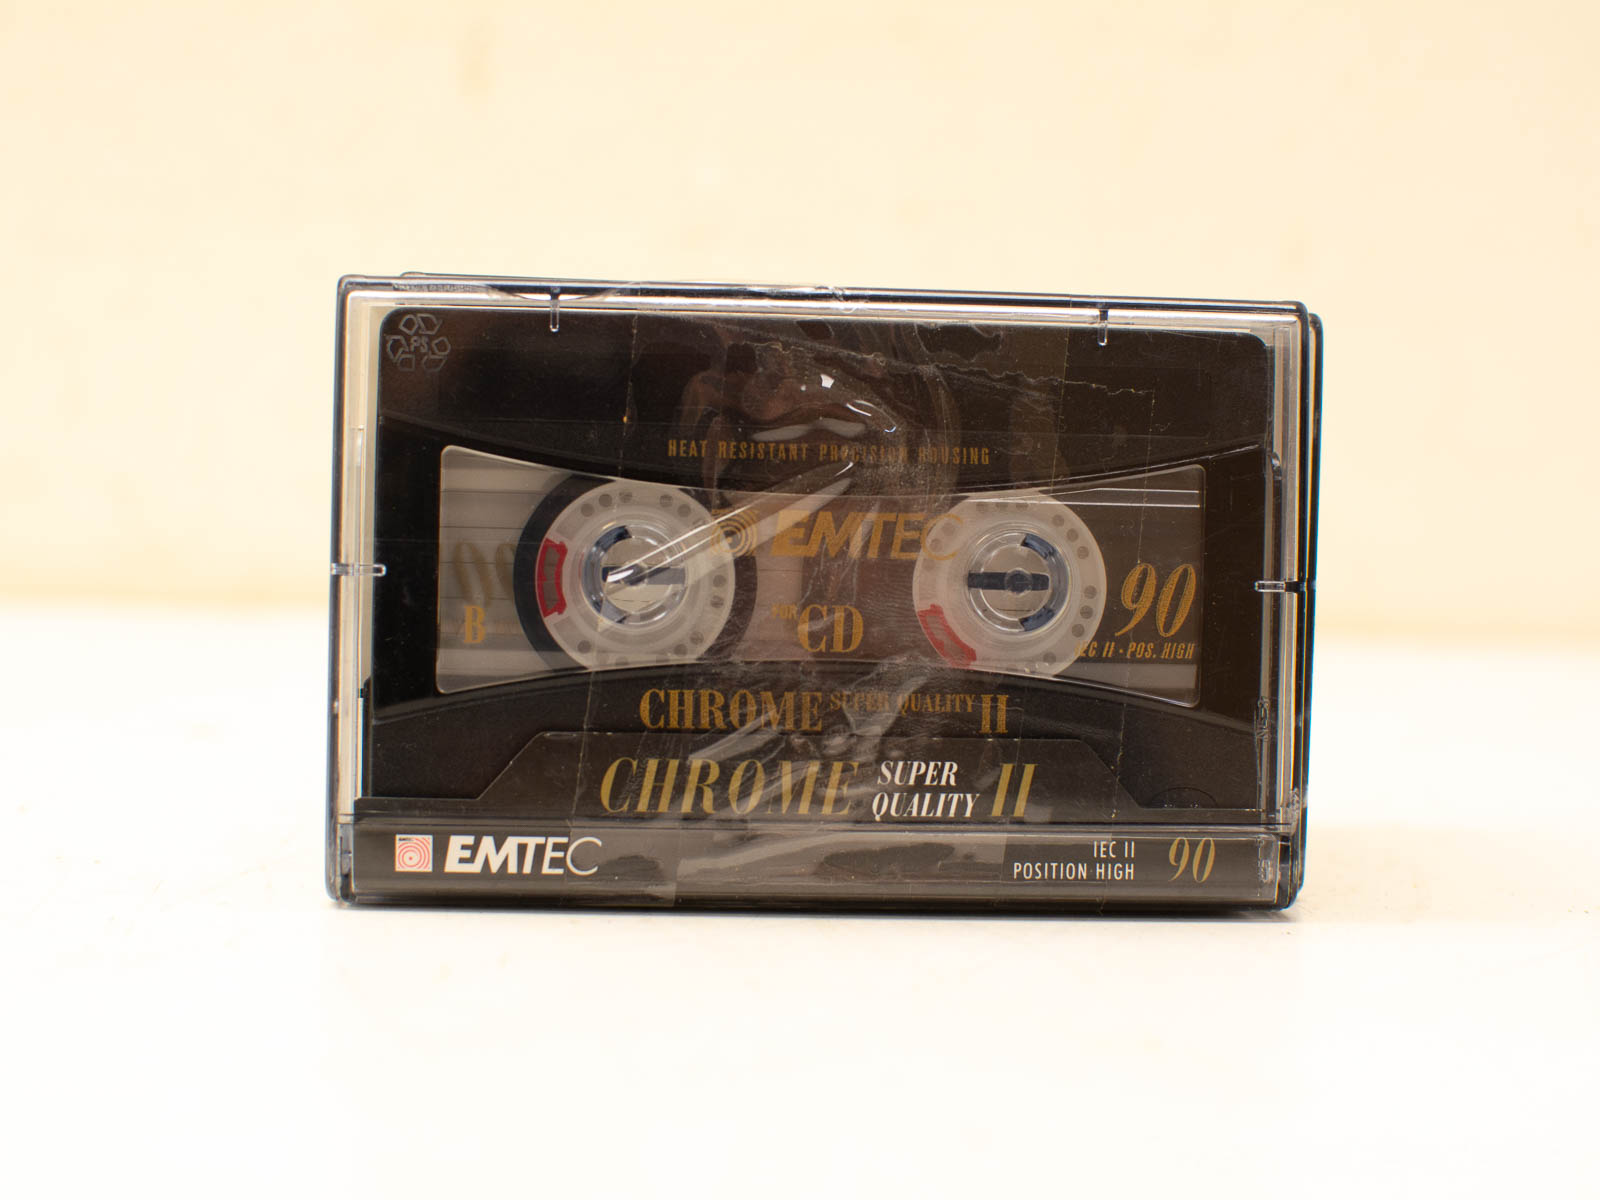 PS
HEAT RESISTANT PRECISION HOUSING
EMTEC
90
B
FOR CD
90
IEC II · POS. HIGH
CHROME SUPER QUALITY II
CHROME SUPER QUALITY II
EMTEC
IEC II
POSITION HIGH
90